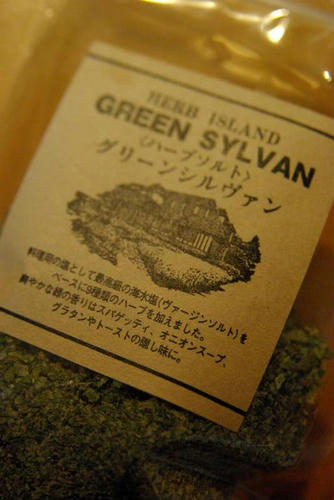 HERB ISLAND
GREEN SYLVAN
〈ハーブソルト〉
グリーンシルヴァン
料理用の塩として最高級の海水塩(ヴァージンソルト)を
ベースに9種類のハーブを加えました。
爽やかな緑の香りはスパゲッティ、オニオンスープ、
グラタンやトーストの隠し味に。